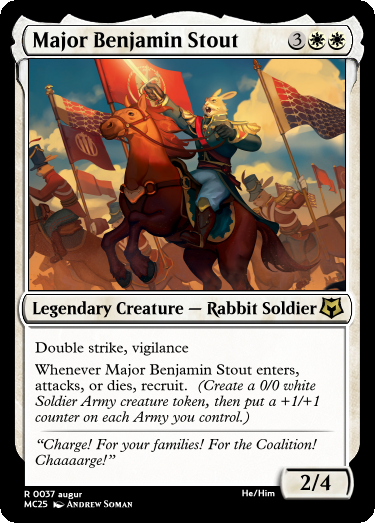 Major Benjamin Stout 3
Legendary Creature — Rabbit Soldier
Double strike, vigilance
Whenever Major Benjamin Stout enters,
attacks, or dies, recruit. (Create a 0/0 white
Soldier Army creature token, then put a +1/+1
counter on each Army you control.)
“Charge! For your families! For the Coalition!
Chaaaarge!”
2/4
R 0037 augur
He/Him
MC25 Andrew Soman